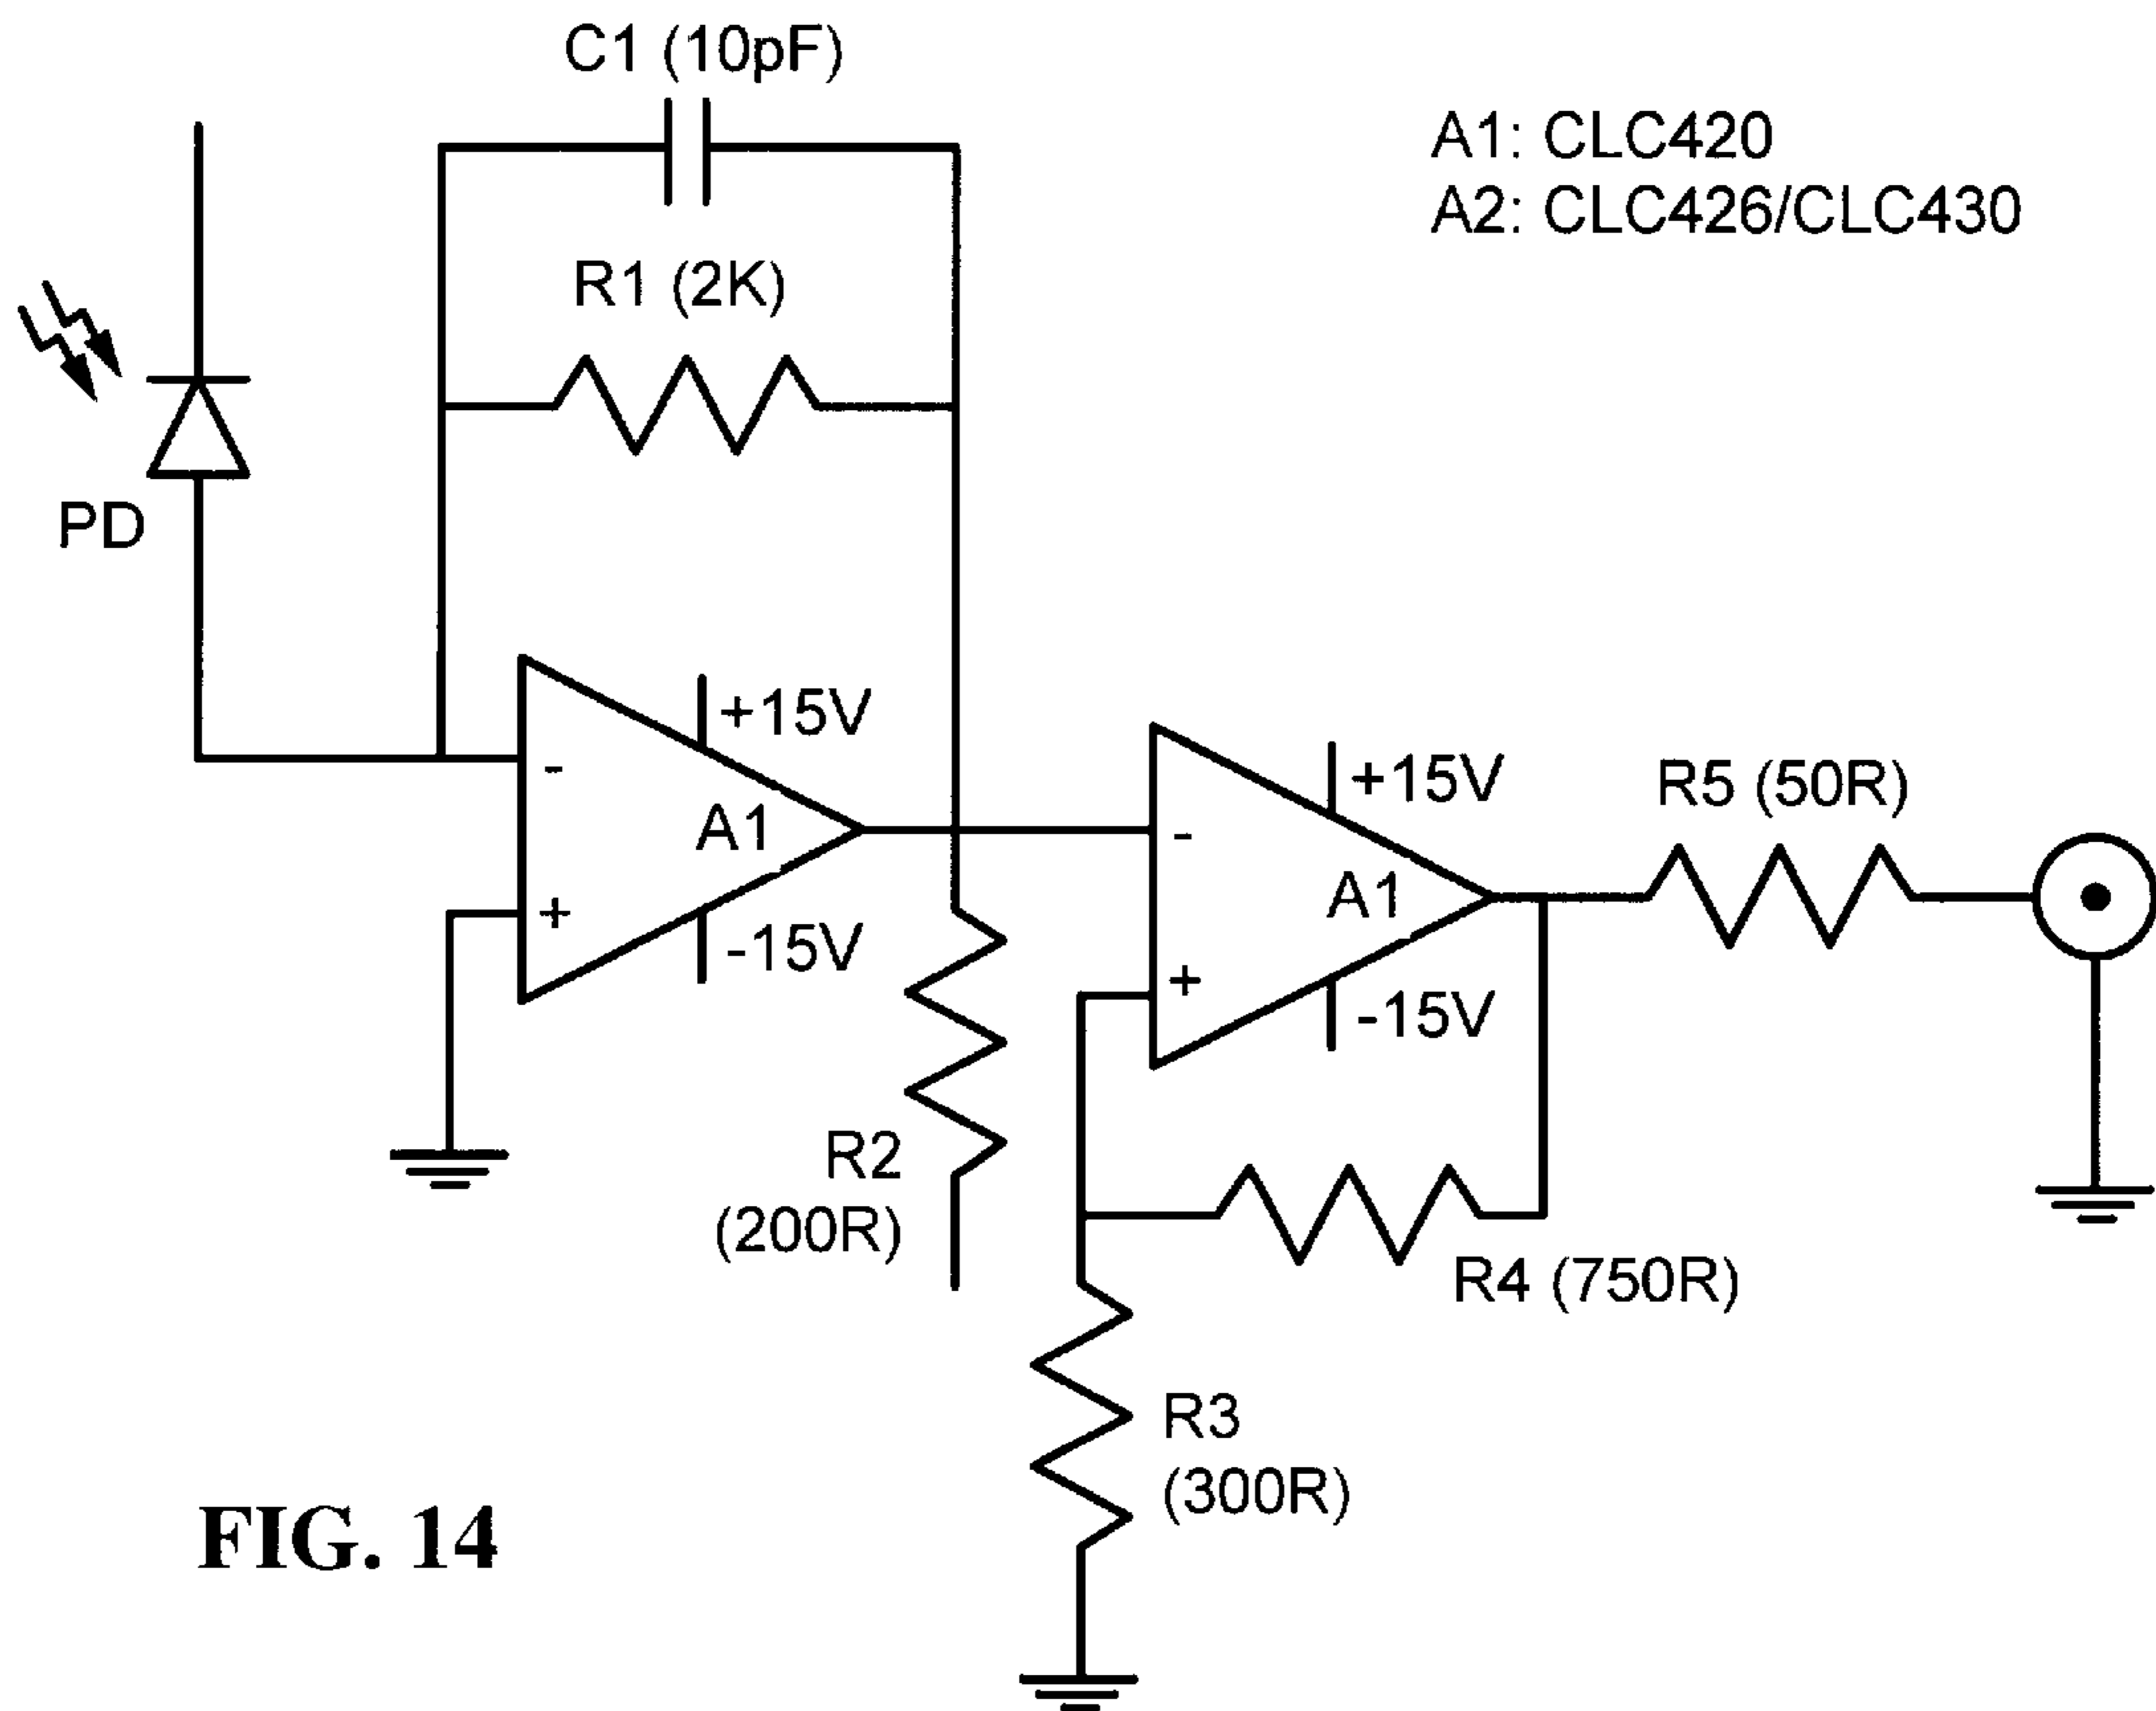 C1 (10pF)
A1: CLC420
A2: CLC426/CLC430
R1 (2K)
PD
+15V
-
A1
+
-15V
+15V
-
A1
+
-15V
R5 (50R)
R2
(200R)
R4 (750R)
R3
(300R)
FIG. 14